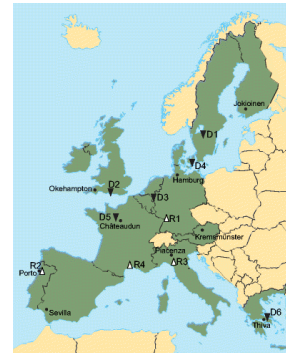 Jokioinen
D1
D4
Hamburg
D2
Okehampton
D3
D5
R1
Châteaudun
Kremsmünster
Piacenza
R2
R4
R3
Porto
Sevilla
D6
Thiva